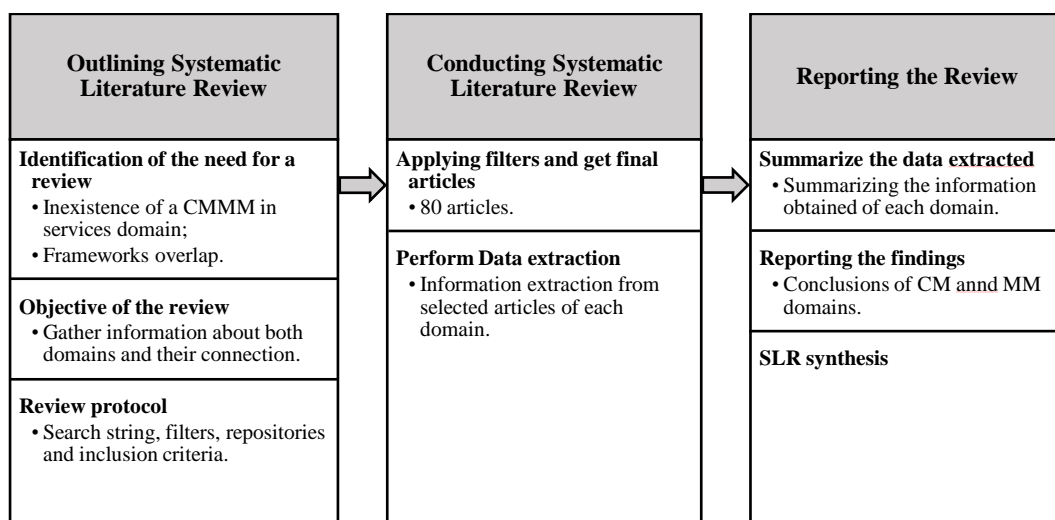 Outlining Systematic
Literature Review
Identification of the need for a
review
• Inexistence of a CMMM in
services domain;
• Frameworks overlap.
Objective of the review
• Gather information about both
domains and their connection.
Review protocol
• Search string, filters, repositories
and inclusion criteria.
Conducting Systematic
Literature Review
Applying filters and get final
articles
• 80 articles.
Perform Data extraction
• Information extraction from
selected articles of each
domain.
Reporting the Review
Summarize the data extracted
• Summarizing the information
obtained of each domain.
Reporting the findings
• Conclusions of CM annd MM
domains.
SLR synthesis